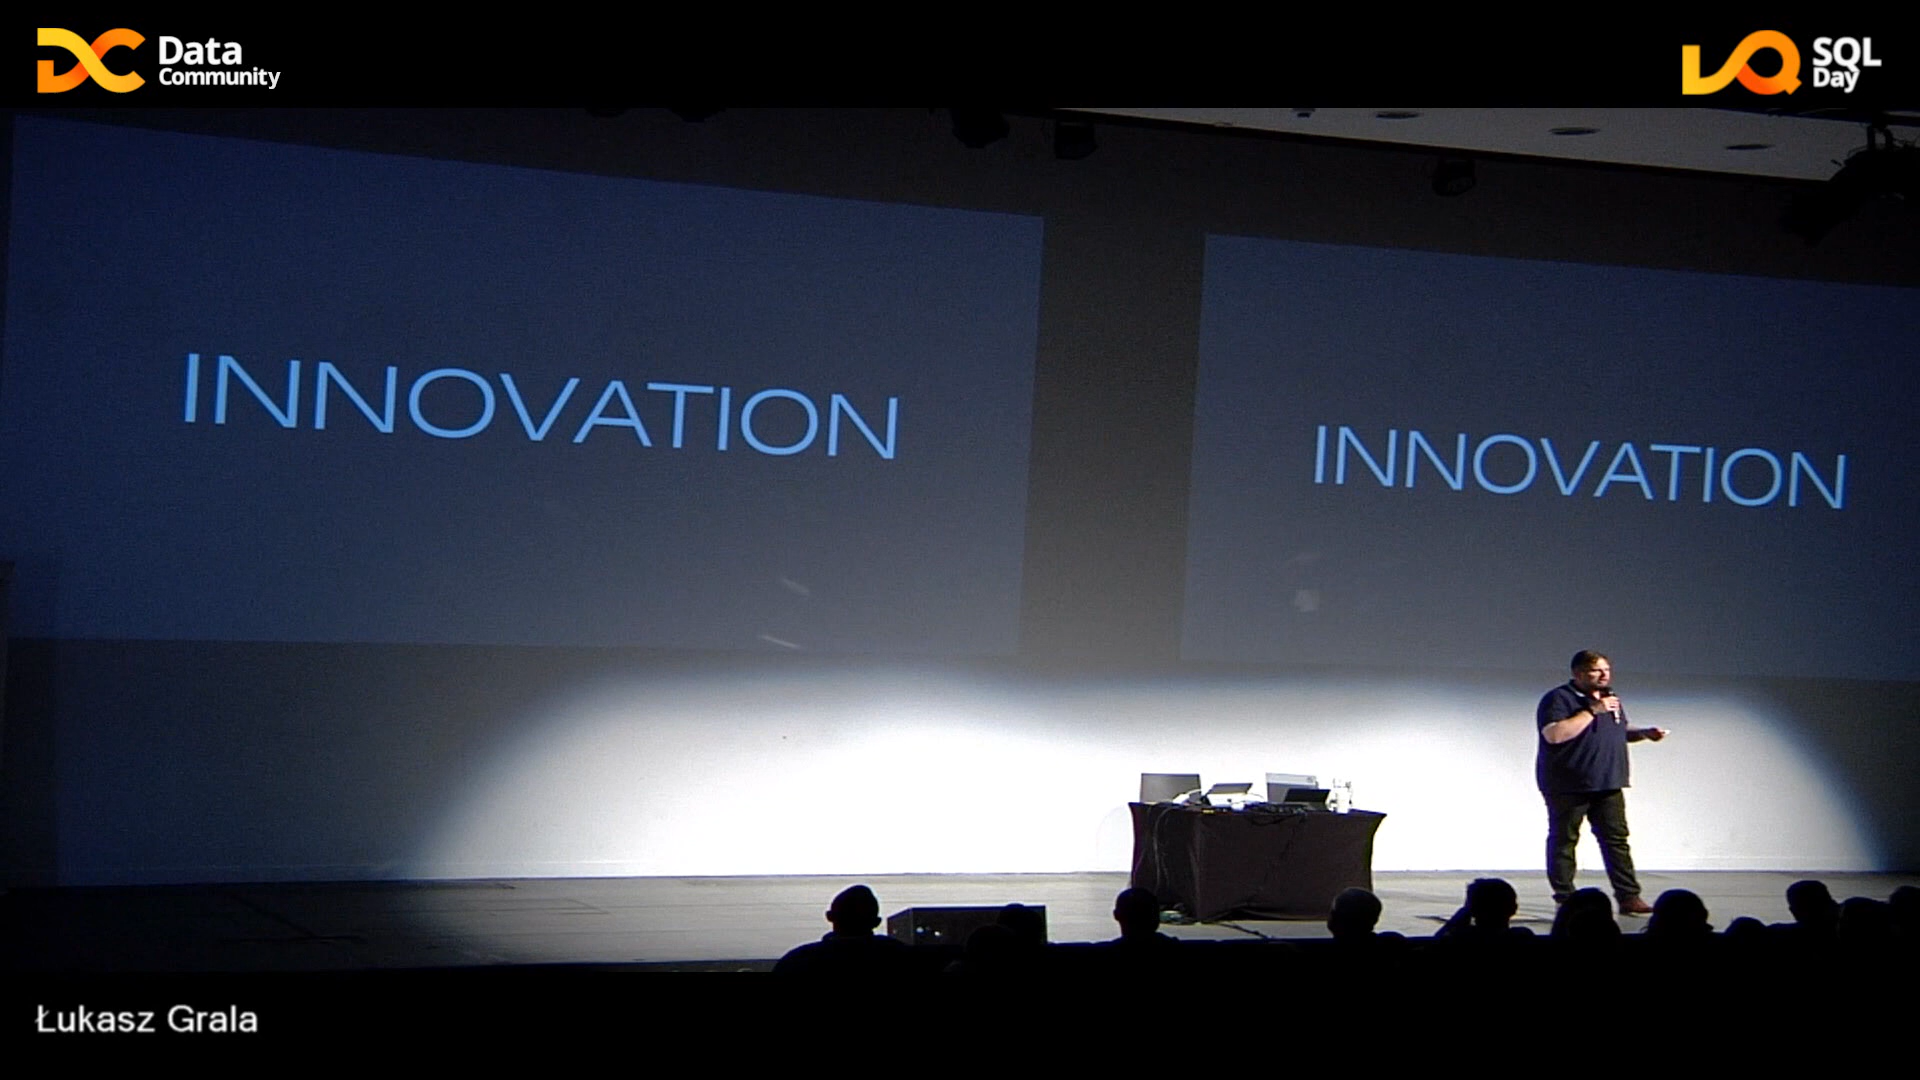 Data
Community
SQL
Day
INNOVATION
INNOVATION
Łukasz Grala